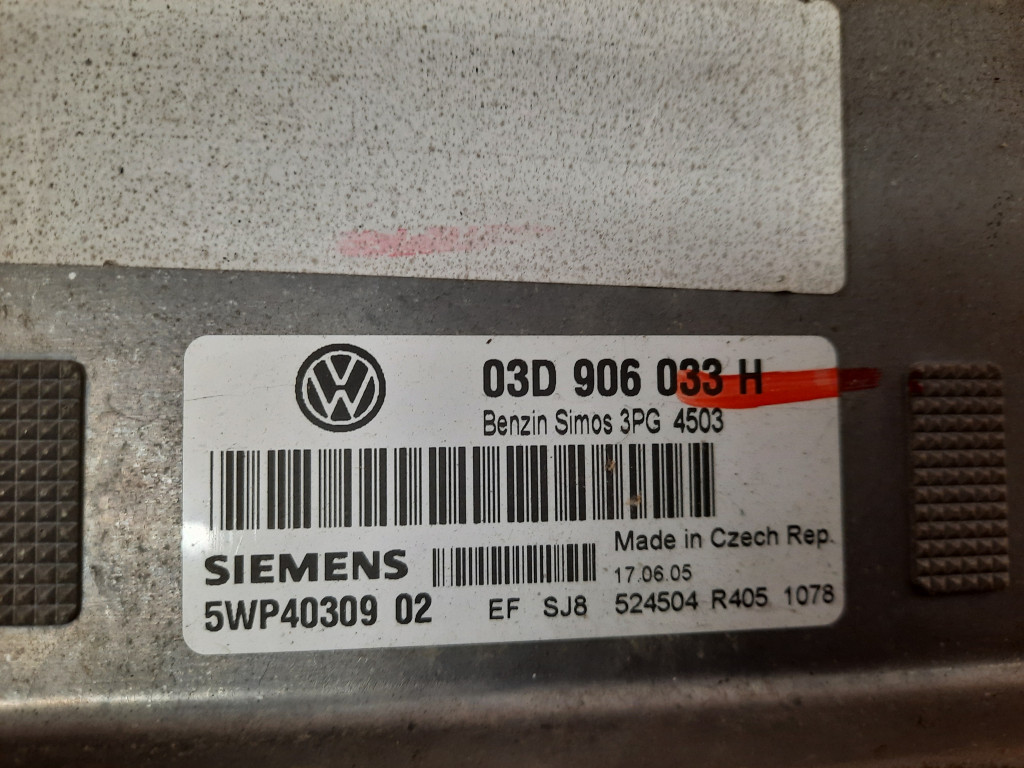 03D 906 033 H
Benzin Simos 3PG 4503
Made in Czech Rep.
SIEMENS
17.06.05
5WP40309 02
EF SJ8 524504 R405 1078